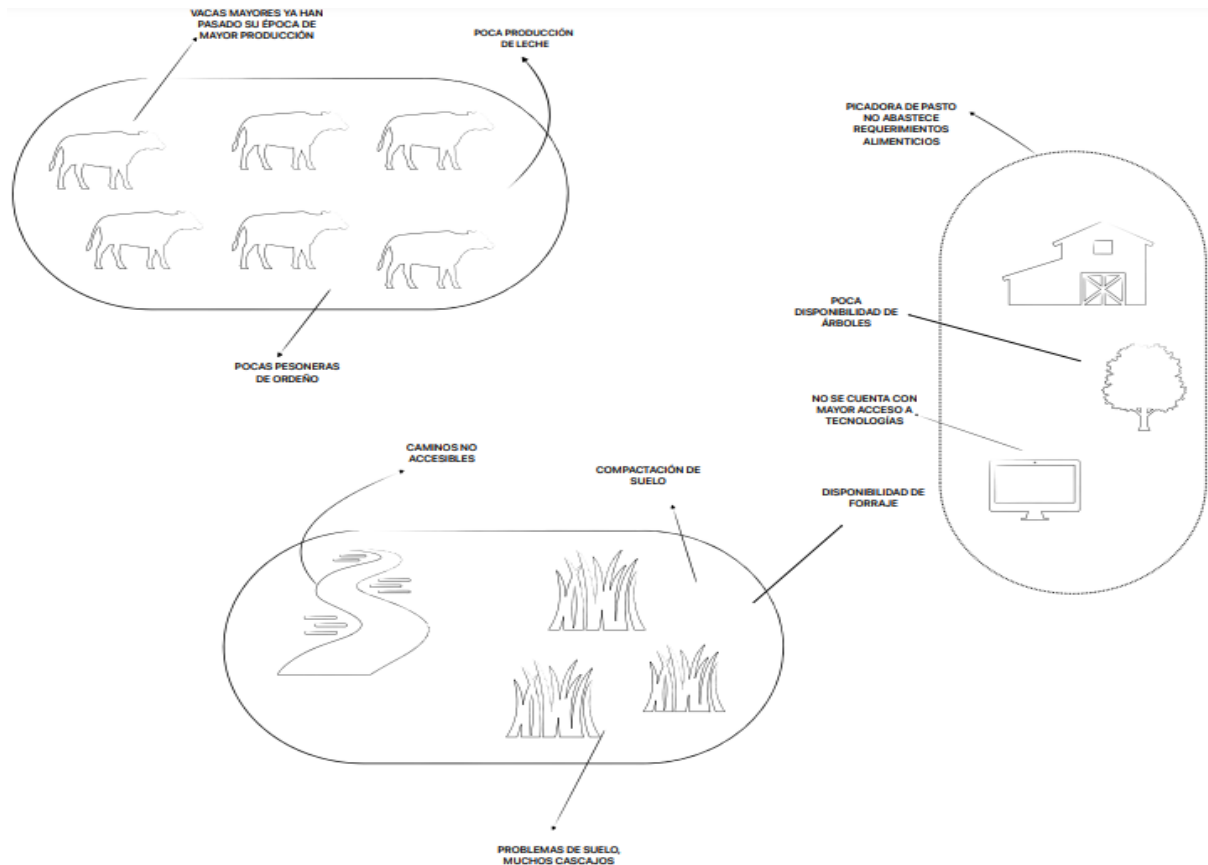 VACAS MAYORES YA HAN
PASADO SU ÉPOCA DE
MAYOR PRODUCCIÓN
POCA PRODUCCIÓN
DE LECHE
PICADORA DE PASTO
NO ABASTECE
REQUERIMIENTOS
ALIMENTICIOS
POCA
DISPONIBILIDAD DE
ÁRBOLES
POCAS PESONERAS
DE ORDEÑO
NO SE CUENTA CON
MAYOR ACCESO A
TECNOLOGÍAS
CAMINOS NO
ACCESIBLES
COMPACTACIÓN DE
SUELO
DISPONIBILIDAD DE
FORRAJE
PROBLEMAS DE SUELO,
MUCHOS CASCAJOS